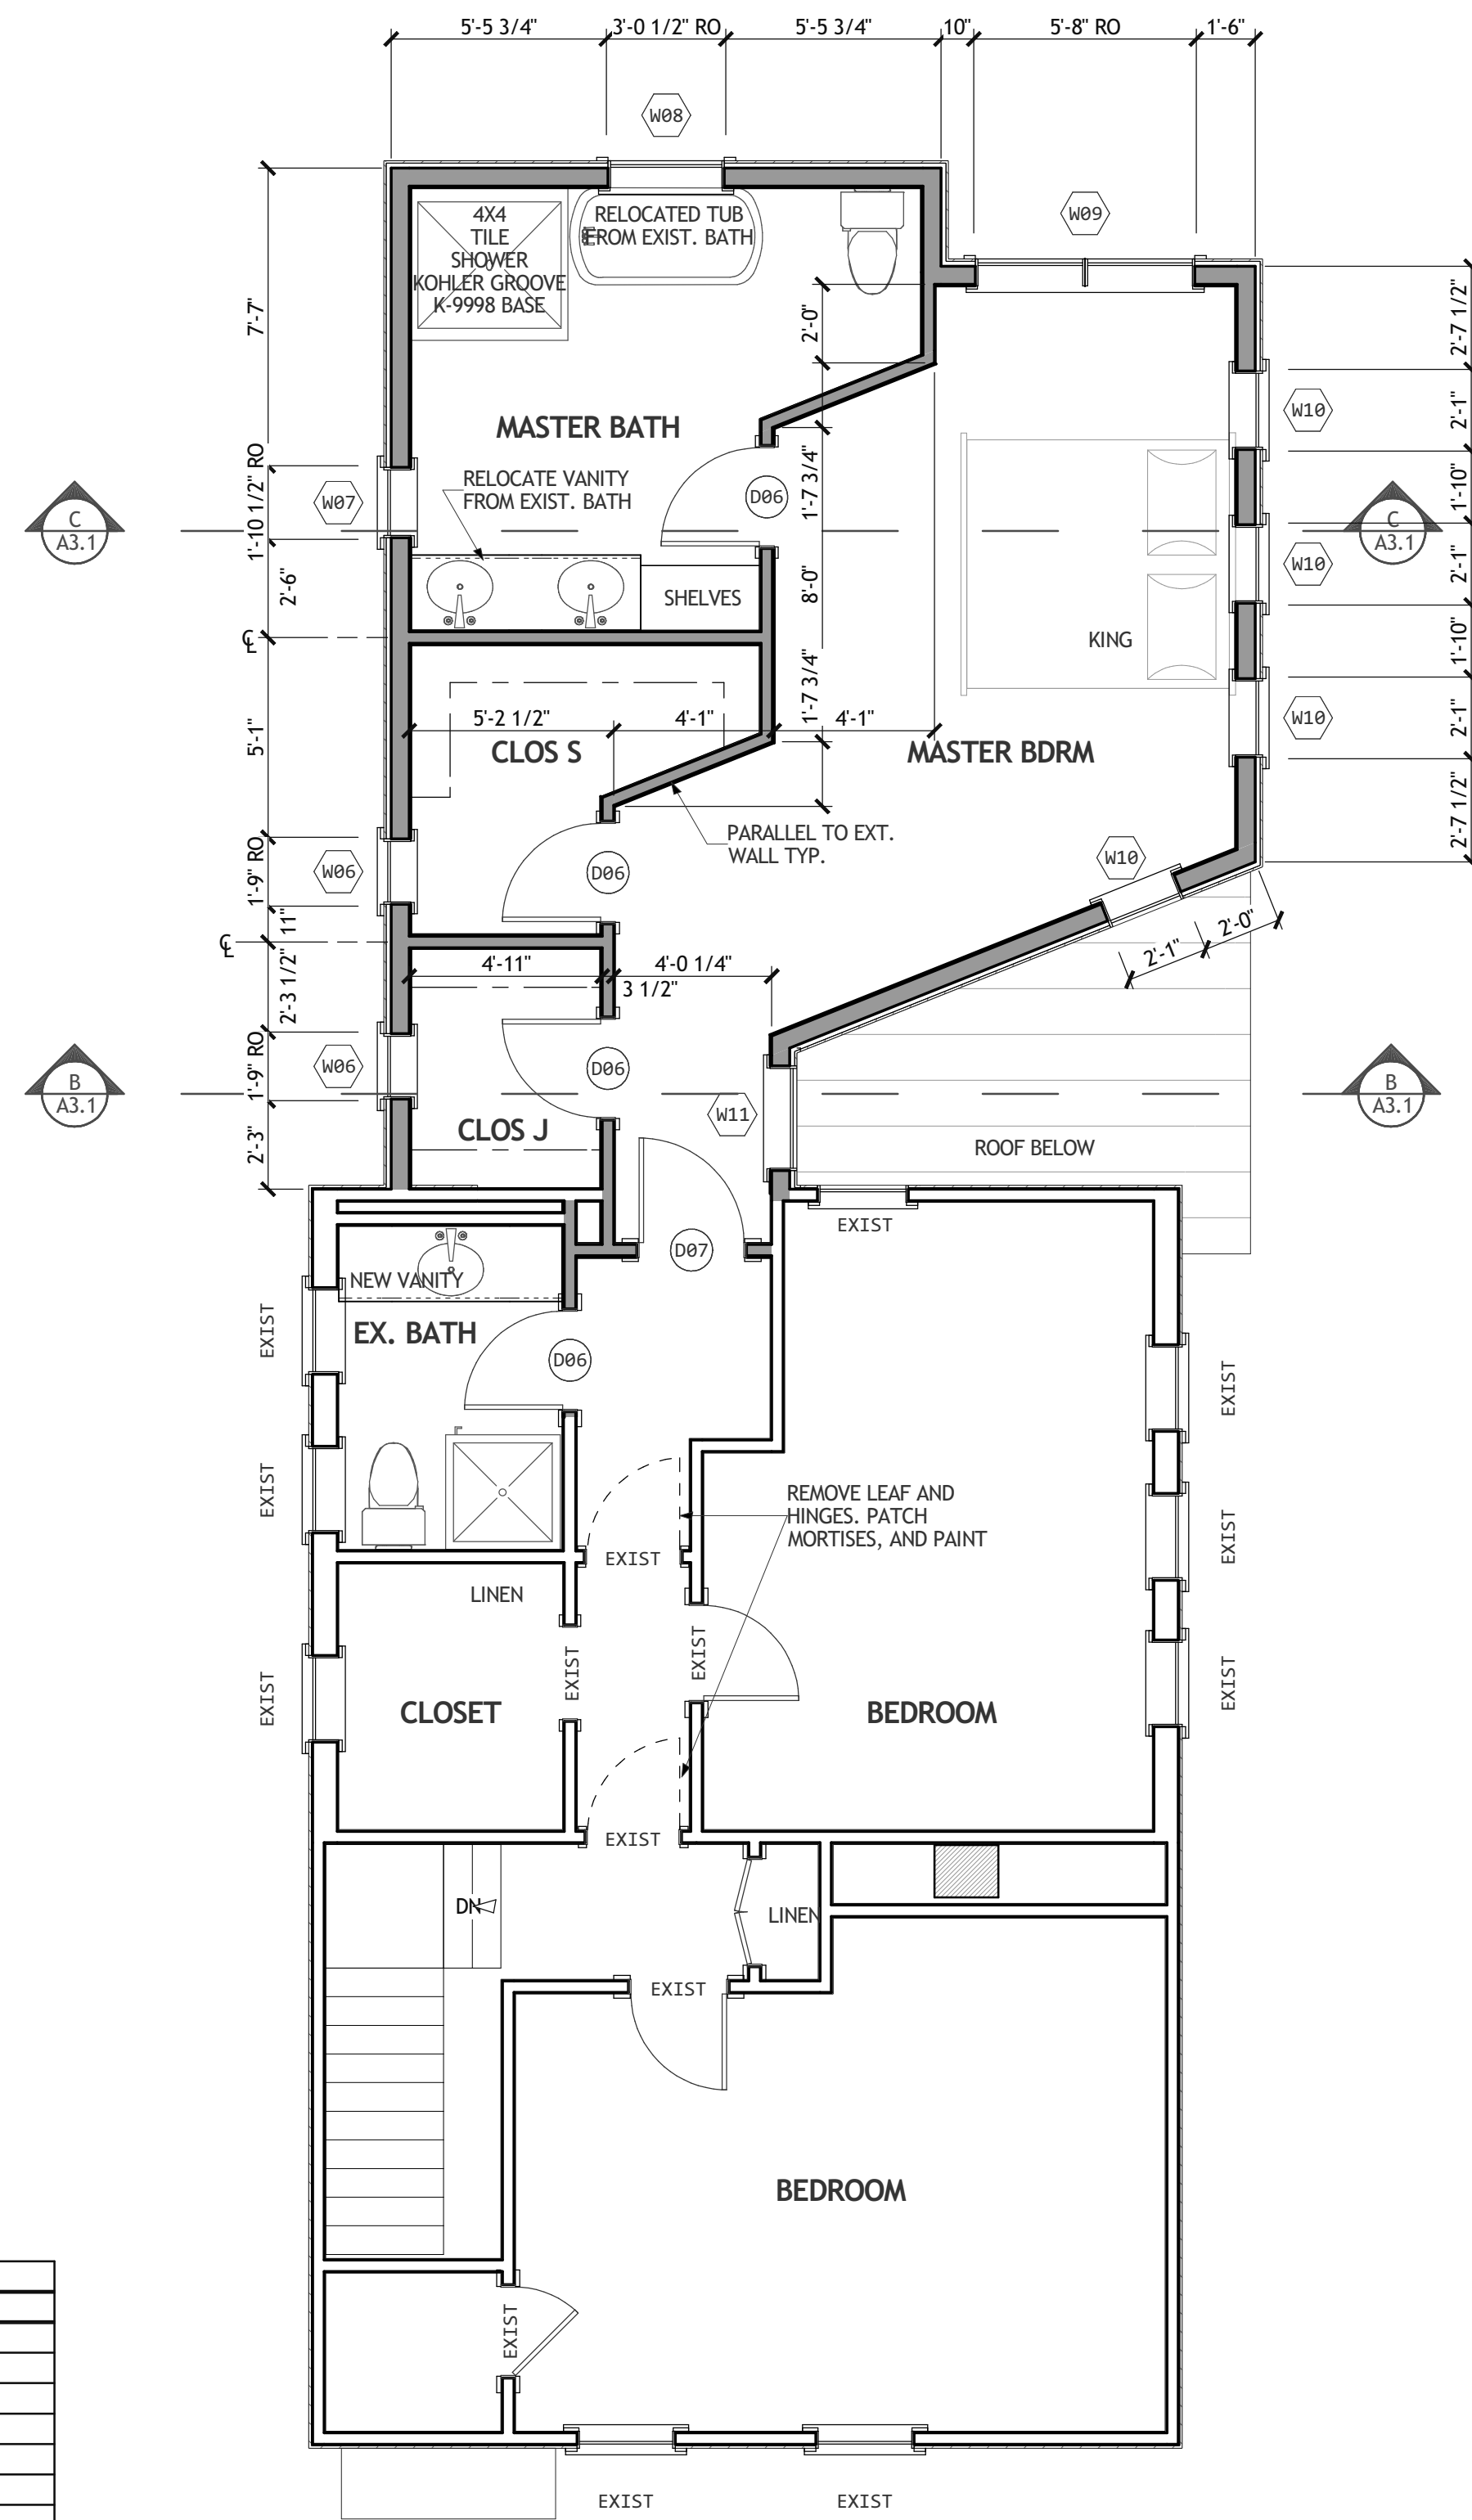 5'-5 3/4"
3'-0 1/2" RO
5'-5 3/4"
10"
5'-8" RO
1'-6"
W08
W09
4X4
TILE
SHOWER
KOHLER GROOVE
K-9998 BASE
RELOCATED TUB
FROM EXIST. BATH
7'-7"
2'-0"
2'-7 1/2"
MASTER BATH
W10
2'-1"
RELOCATE VANITY
FROM EXIST. BATH
1'-10 1/2" RO
W07
D06
1'-7 3/4"
1'-10"
C
A3.1
C
A3.1
2'-6"
8'-0"
W10
2'-1"
SHELVES
CL
KING
1'-10"
1'-7 3/4"
5'-1"
5'-2 1/2"
4'-1"
4'-1"
W10
2'-1"
CLOS S
MASTER BDRM
PARALLEL TO EXT.
WALL TYP.
2'-7 1/2"
W10
1'-9" RO
W06
D06
11"
CL
2'-0"
2'-1"
4'-11"
4'-0 1/4"
3 1/2"
2'-3 1/2"
1'-9" RO
W06
D06
B
A3.1
B
A3.1
W11
CLOS J
2'-3"
ROOF BELOW
EXIST
D07
NEW VANITY
EX. BATH
EXIST
D06
EXIST
EXIST
REMOVE LEAF AND
HINGES. PATCH
MORTISES, AND PAINT
EXIST
EXIST
LINEN
EXIST
EXIST
EXIST
EXIST
CLOSET
BEDROOM
EXIST
DN
LINEN
EXIST
BEDROOM
EXIST
EXIST
EXIST